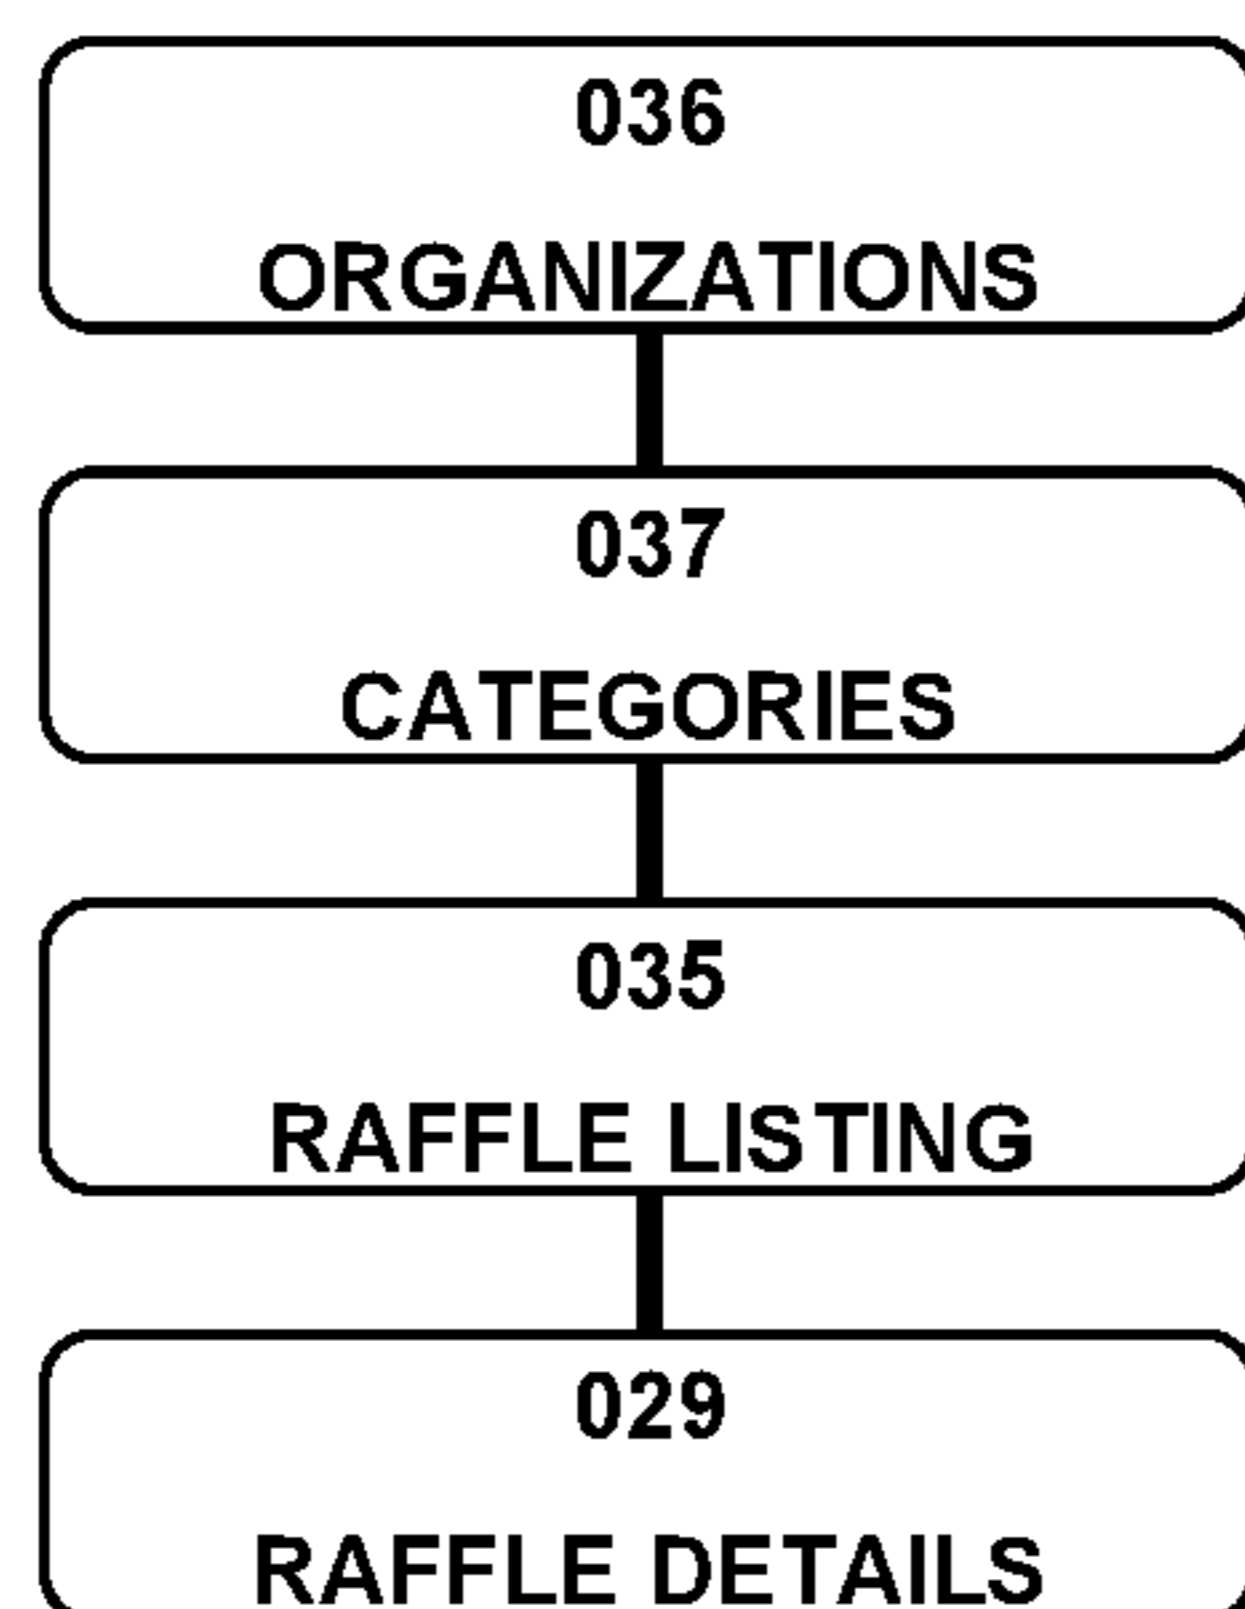 036
ORGANIZATIONS
037
CATEGORIES
035
RAFFLE LISTING
029
RAFFLE DETAILS